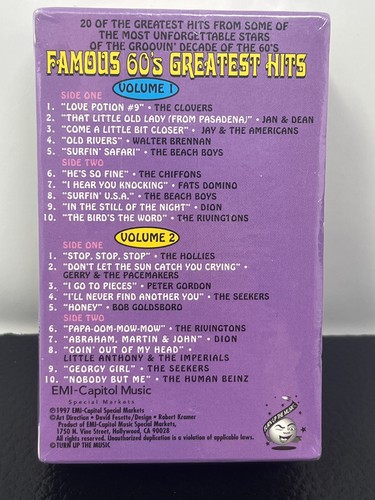 20 OF THE GREATEST HITS FROM SOME OF
THE MOST UNFORGETTABLE STARS
OF THE GROOVIN' DECADE OF THE 60'S
FAMOUS 60's GREATEST HITS
VOLUME 1
SIDE ONE
1. "LOVE POTION #9" • THE CLOVERS
2. "THAT LITTLE OLD LADY (FROM PASADENA)" • JAN & DEAN
3. "COME A LITTLE BIT CLOSER" • JAY & THE AMERICANS
4. "OLD RIVERS" • WALTER BRENNAN
5. "SURFIN' SAFARI" • THE BEACH BOYS
SIDE TWO
6. "HE'S SO FINE" • THE CHIFFONS
7. "I HEAR YOU KNOCKING" • FATS DOMINO
8. "SURFIN' U.S.A." • THE BEACH BOYS
9. "IN THE STILL OF THE NIGHT" • DION
10. "THE BIRD'S THE WORD" • THE RIVINGTONS
VOLUME 2
SIDE ONE
1. "STOP, STOP, STOP" • THE HOLLIES
2. "DON'T LET THE SUN CATCH YOU CRYING" •
GERRY & THE PACEMAKERS
3. "I GO TO PIECES" • PETER GORDON
4. "I'LL NEVER FIND ANOTHER YOU" • THE SEEKERS
5. "HONEY" • BOB GOLDSBORO
SIDE TWO
6. "PAPA-OOM-MOW-MOW" • THE RIVINGTONS
7. "ABRAHAM, MARTIN & JOHN" • DION
8. "GOIN' OUT OF MY HEAD" •
LITTLE ANTHONY & THE IMPERIALS
9. "GEORGY GIRL" • THE SEEKERS
10. "NOBODY BUT ME" • THE HUMAN BEINZ
EMI-Capitol Music
Special Markets
℗1997 EMI-Capitol Special Markets
©Art Direction • David Fesette/Design • Robert Kramer
Product of EMI-Capitol Music Special Markets,
1750 N. Vine Street, Hollywood, CA 90028
All rights reserved. Unauthorized duplication is a violation of applicable laws.
©TURN UP THE MUSIC
TURN UP THE MUSIC